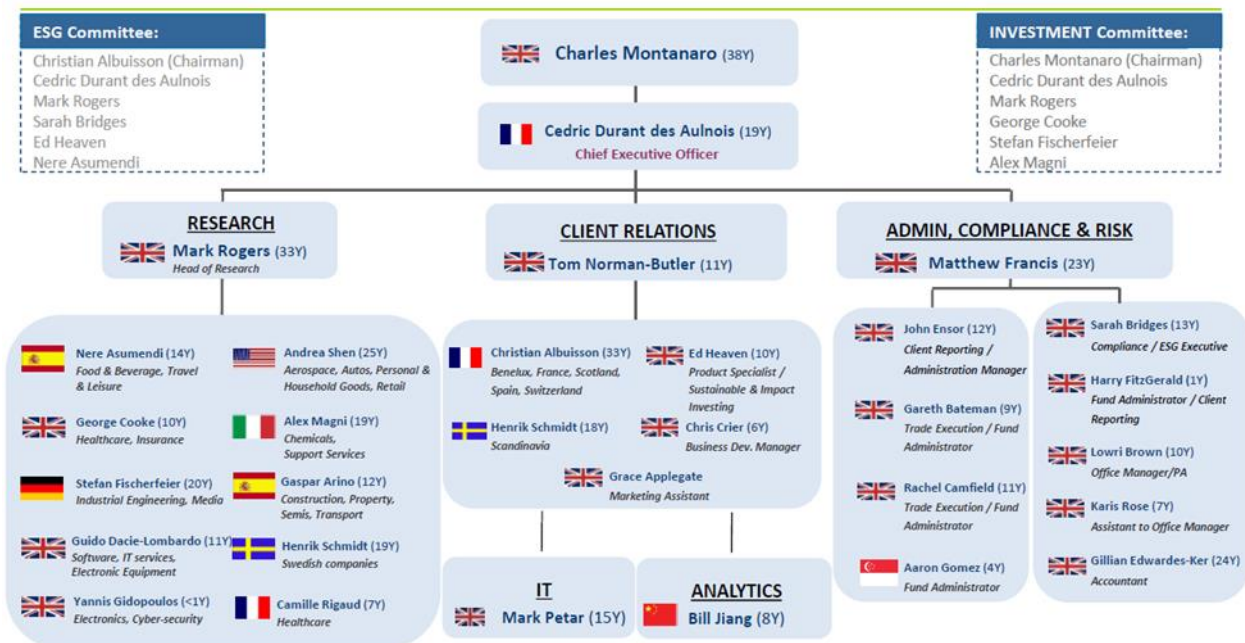 ESG Committee:
Christian Albuisson (Chairman)
Cedric Durant des Aulnois
Mark Rogers
Sarah Bridges
Ed Heaven
Nere Asumendi
Charles Montanaro (38Y)
Cedric Durant des Aulnois (19Y)
Chief Executive Officer
INVESTMENT Committee:
Charles Montanaro (Chairman)
Cedric Durant des Aulnois
Mark Rogers
George Cooke
Stefan Fischerfeier
Alex Magni
RESEARCH
Mark Rogers (33Y)
Head of Research
CLIENT RELATIONS
Tom Norman-Butler (11Y)
ADMIN, COMPLIANCE & RISK
Matthew Francis (23Y)
Nere Asumendi (14Y)
Food & Beverage, Travel
& Leisure
George Cooke (10Y)
Healthcare, Insurance
Stefan Fischerfeier (20Y)
Industrial Engineering, Media
Guido Dacie-Lombardo (11Y)
Software, IT services,
Electronic Equipment
Yannis Gidopoulos (<1Y)
Electronics, Cyber-security
Andrea Shen (25Y)
Aerospace, Autos, Personal &
Household Goods, Retail
Alex Magni (19Y)
Chemicals,
Support Services
Gaspar Arino (12Y)
Construction, Property,
Semis, Transport
Henrik Schmidt (19Y)
Swedish companies
Camille Rigaud (7Y)
Healthcare
Christian Albuisson (33Y)
Benelux, France, Scotland,
Spain, Switzerland
Henrik Schmidt (18Y)
Scandinavia
Ed Heaven (10Y)
Product Specialist /
Sustainable & Impact
Investing
Chris Crier (6Y)
Business Dev. Manager
Grace Applegate
Marketing Assistant
IT
Mark Petar (15Y)
ANALYTICS
Bill Jiang (8Y)
John Ensor (12Y)
Client Reporting /
Administration Manager
Gareth Bateman (9Y)
Trade Execution / Fund
Administrator
Rachel Camfield (11Y)
Trade Execution / Fund
Administrator
Aaron Gomez (4Y)
Fund Administrator
Sarah Bridges (13Y)
Compliance / ESG Executive
Harry FitzGerald (1Y)
Fund Administrator / Client
Reporting
Lowri Brown (10Y)
Office Manager/PA
Karis Rose (7Y)
Assistant to Office Manager
Gillian Edwardes-Ker (24Y)
Accountant